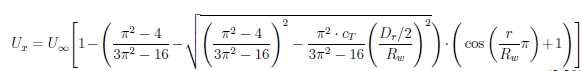 U_x = U_∞ [ 1 − ( (π² − 4)/(3π² − 16) − √( ( (π² − 4)/(3π² − 16) )² − (π² · c_T)/(3π² − 16) ( (D_r/2)/R_w )² ) ) · ( cos ( (r/R_w) π ) + 1 ) ]